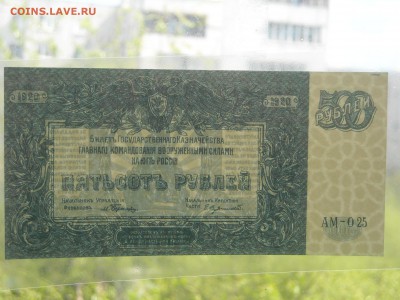 COINS.LAVE.RU
1920 1920
500
БИЛЕТЪ ГОСУДАРСТВЕННАГО КАЗНАЧЕЙСТВА
ГЛАВНАГО КОМАНДОВАНІЯ ВООРУЖЕННЫМИ СИЛАМИ
НА ЮГѢ РОССІИ
ПЯТЬСОТЪ РУБЛЕЙ
АМ-025